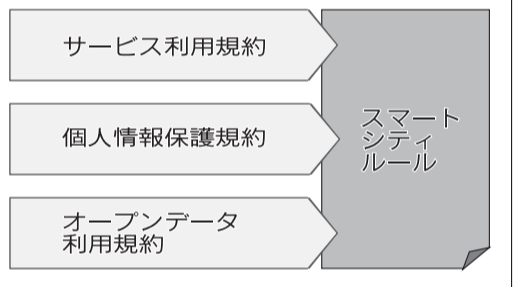 サービス利用規約
個人情報保護規約
オープンデータ
利用規約
スマート
シティ
ルール